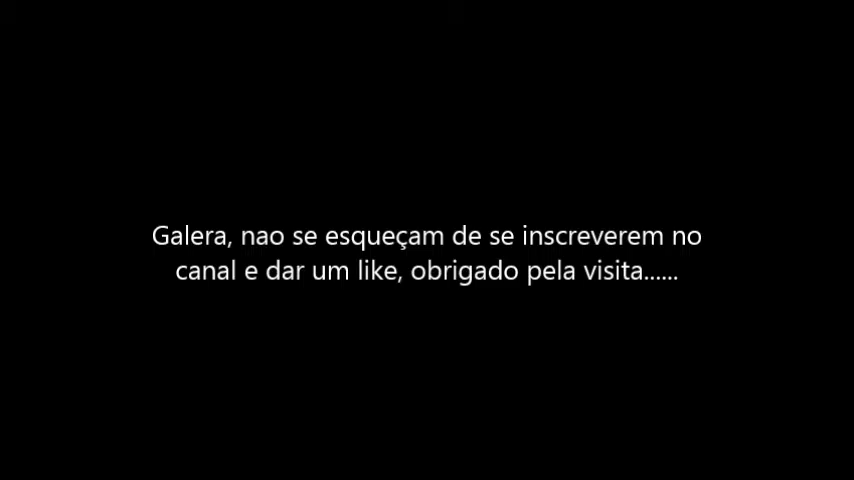 Galera, nao se esqueçam de se inscreverem no
canal e dar um like, obrigado pela visita......